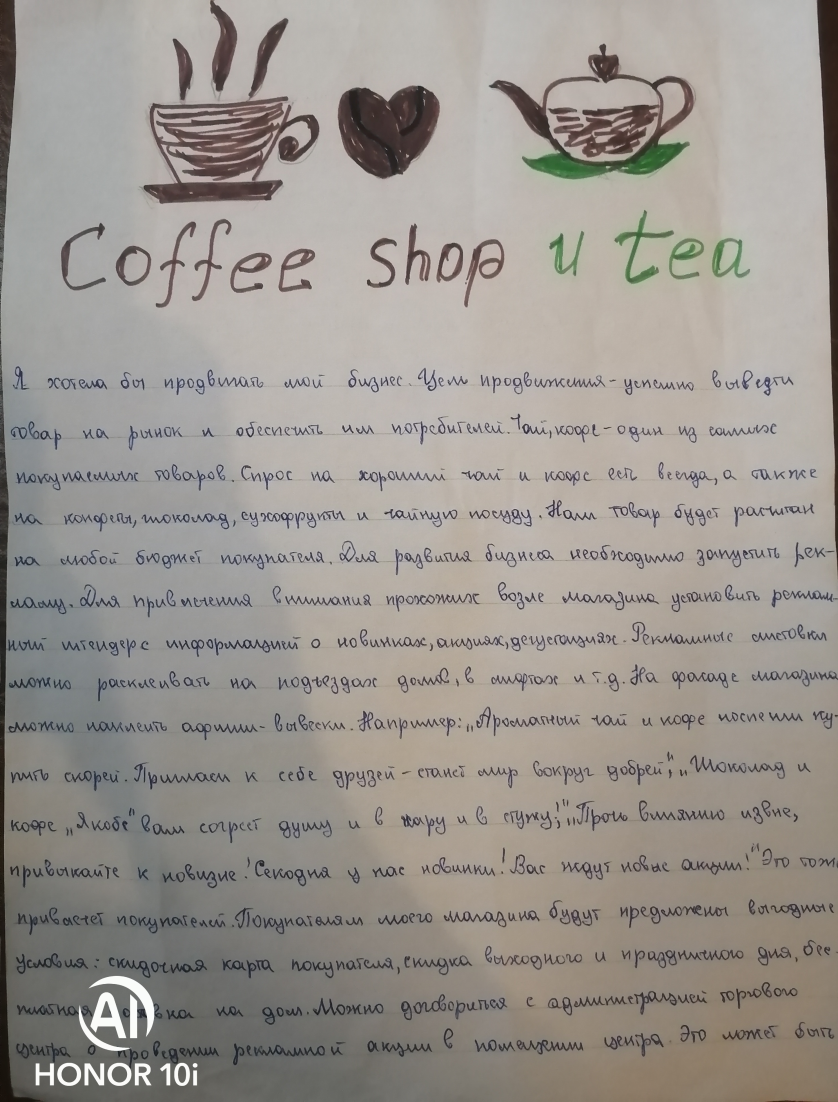 Coffee shop и tea
Я хотела бы продвигать мой бизнес. Цель продвижения - успешно вывезти
товар на рынок и обеспечить им потребителей. Чай, кофе - один из самых
покупаемых товаров. Спрос на хороший чай и кофе есть всегда, а также
на конфеты, шоколад, сухофрукты и чайную посуду. Наш товар будет расчитан
на любой бюджет покупателя. Для развития бизнеса необходимо запустить рек-
ламу. Для привлечения внимания прохожих возле магазина установить реклам-
ный штендер с информацией о новинках, акциях, дегустациях. Рекламные листовки
можно расклеивать на подъездах домов, в лифтах и т.д. На фасаде магазина
можно наклеить афиши - вывески. Например: „Ароматный чай и кофе поспеши ку-
пить скорей. Пригласи к себе друзей - станет мир вокруг добрей", „Шоколад и
кофе „Якобс" вам согреет душу и в жару и в стужу!", „Прочь влиянию извне,
привыкайте к новизне! Секодня у нас новинки! Вас ждут новые акции!" Это тоже
привлечет покупателей. Покупателям моего магазина будут предложены выгодные
условия: скидочная карта покупателя, скидка выходного и праздничного дня, бес-
платная на дом. Можно договориться с администрацией торгового
центра о проведении рекламной акции в помещении центра. Это может быть
AI
HONOR 10i